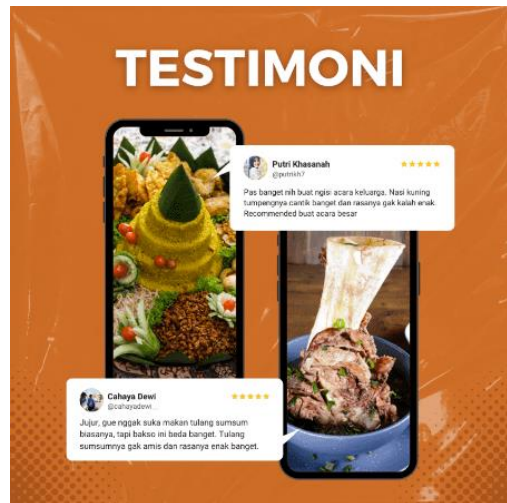 TESTIMONI
Putri Khasanah
@putrikh7
Pas banget nih buat ngisi acara keluarga. Nasi kuring
tumpengnya cantik banget dan rasanya gak kalah enak.
Recommended buat acara besar
Cahaya Dewi
@cahayadewi_
Jujur, gue nggak suka makan tulang sumsum
biasanya, tapi bakso ini beda banget. Tulang
sumsumnya gak amis dan rasanya enak banget.